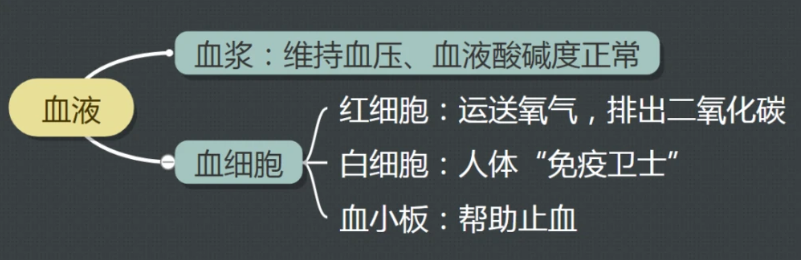 血液
血浆：维持血压、血液酸碱度正常
血细胞
红细胞：运送氧气，排出二氧化碳
白细胞：人体“免疫卫士”
血小板：帮助止血